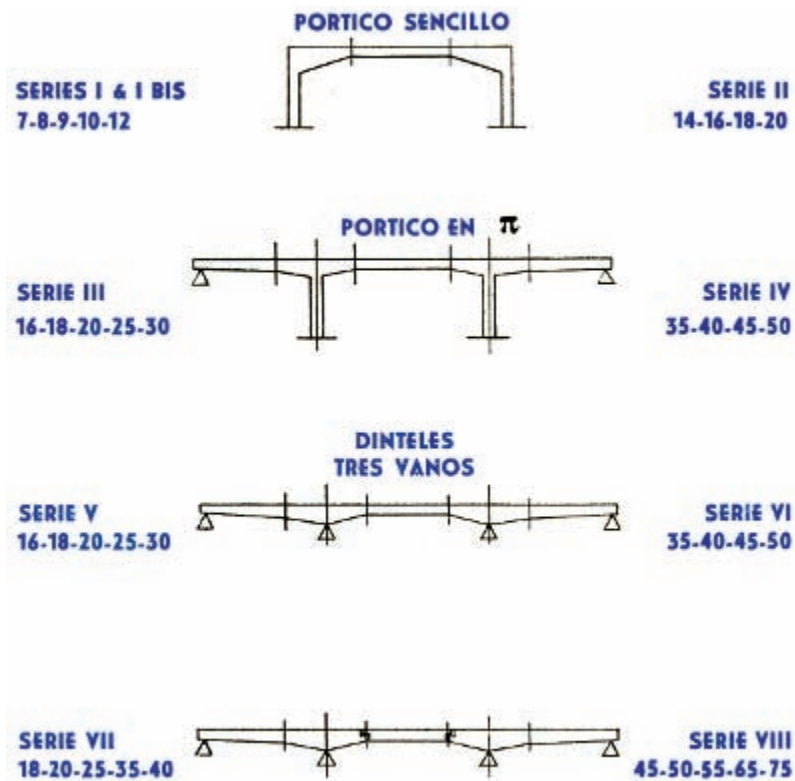 PORTICO SENCILLO
SERIES I & I BIS
7-8-9-10-12
SERIE II
14-16-18-20
PORTICO EN π
SERIE III
16-18-20-25-30
SERIE IV
35-40-45-50
DINTELES
TRES VANOS
SERIE V
16-18-20-25-30
SERIE VI
35-40-45-50
SERIE VII
18-20-25-35-40
SERIE VIII
45-50-55-65-75